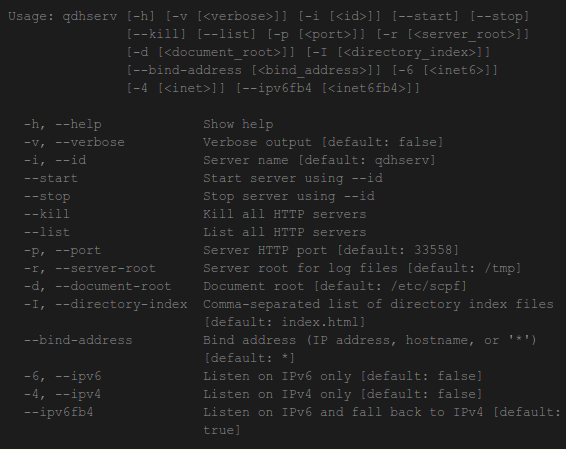 Usage: qdhserv [-h] [-v [<verbose>]] [-i [<id>]] [--start] [--stop]
[--kill] [--list] [-p [<port>]] [-r [<server_root>]]
[-d [<document_root>]] [-I [<directory_index>]]
[--bind-address [<bind_address>]] [-6 [<inet6>]]
[-4 [<inet>]] [--ipv6fb4 [<inet6fb4>]]
-h, --help Show help
-v, --verbose Verbose output [default: false]
-i, --id Server name [default: qdhserv]
--start Start server using --id
--stop Stop server using --id
--kill Kill all HTTP servers
--list List all HTTP servers
-p, --port Server HTTP port [default: 33558]
-r, --server-root Server root for log files [default: /tmp]
-d, --document-root Document root [default: /etc/scpf]
-I, --directory-index Comma-separated list of directory index files
[default: index.html]
--bind-address Bind address (IP address, hostname, or '*')
[default: *]
-6, --ipv6 Listen on IPv6 only [default: false]
-4, --ipv4 Listen on IPv4 only [default: false]
--ipv6fb4 Listen on IPv6 and fall back to IPv4 [default:
true]